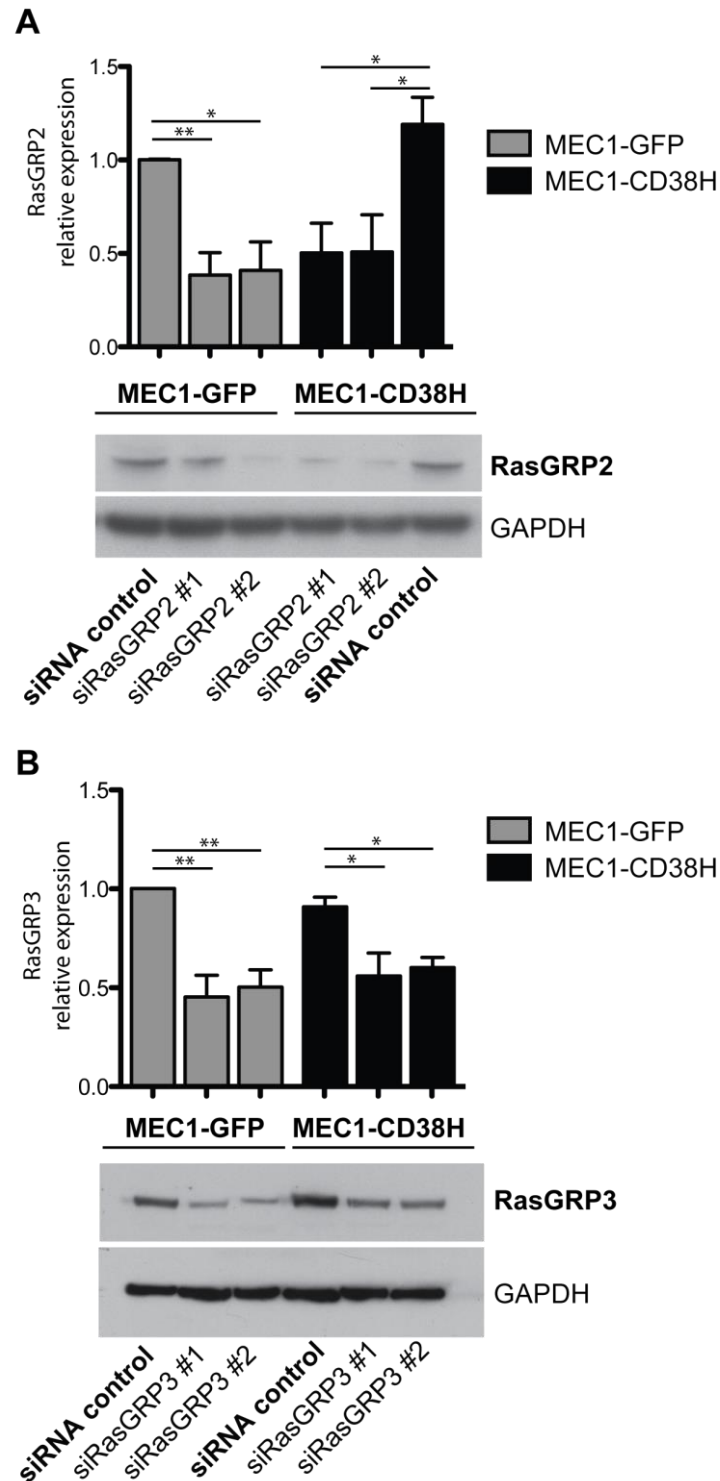 A
RasGRP2
relative expression
1.5
1.0
0.5
0.0
*
*
**
*
MEC1-GFP
MEC1-CD38H
MEC1-GFP
MEC1-CD38H
RasGRP2
GAPDH
siRNA control
siRasGRP2 #1
siRasGRP2 #2
siRasGRP2 #1
siRasGRP2 #2
siRNA control
B
RasGRP3
relative expression
1.5
1.0
0.5
0.0
**
**
*
*
MEC1-GFP
MEC1-CD38H
MEC1-GFP
MEC1-CD38H
RasGRP3
GAPDH
siRNA control
siRasGRP3 #1
siRasGRP3 #2
siRNA control
siRasGRP3 #1
siRasGRP3 #2